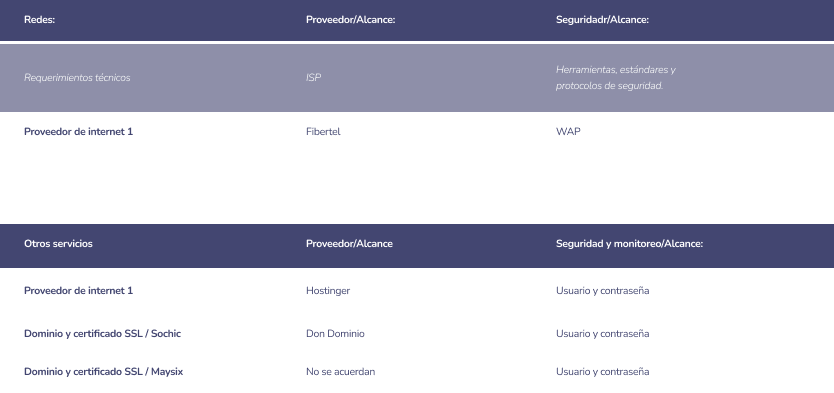 Redes: Proveedor/Alcance: Seguridadr/Alcance:
Requerimientos técnicos ISP Herramientas, estándares y
protocolos de seguridad.
Proveedor de internet 1 Fibertel WAP
Otros servicios Proveedor/Alcance Seguridad y monitoreo/Alcance:
Proveedor de internet 1 Hostinger Usuario y contraseña
Dominio y certificado SSL / Sochic Don Dominio Usuario y contraseña
Dominio y certificado SSL / Maysix No se acuerdan Usuario y contraseña